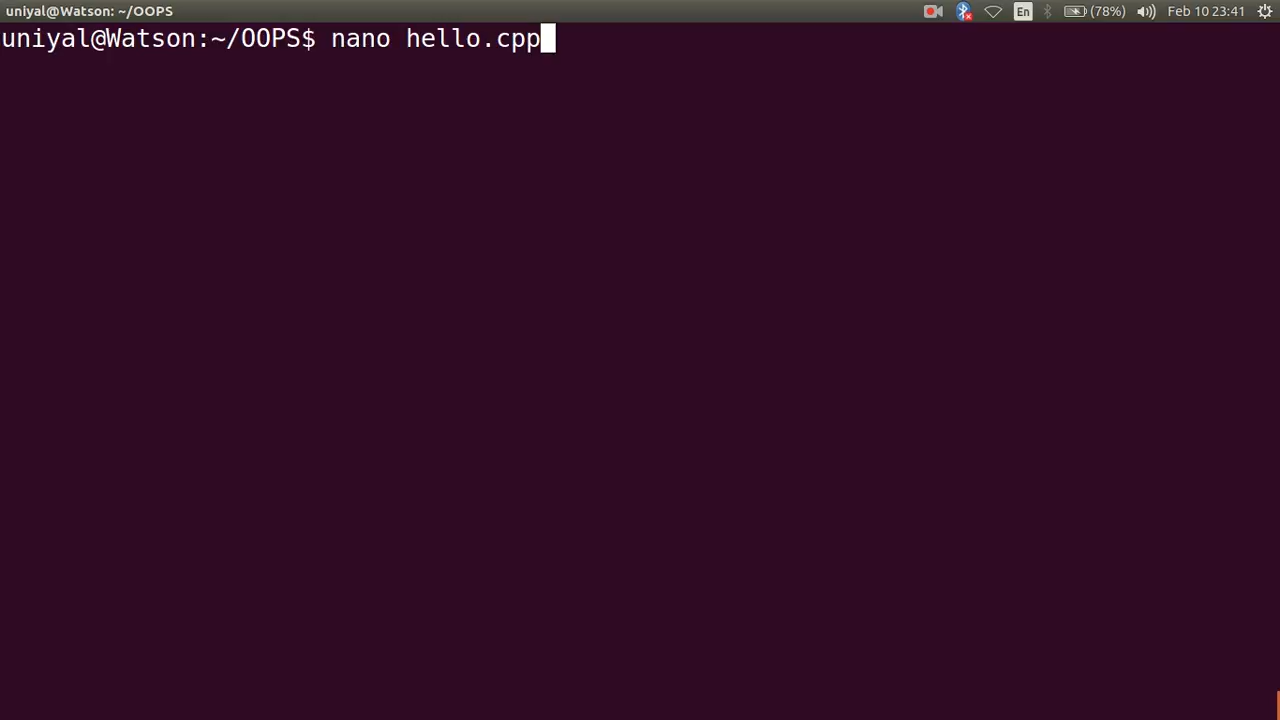 uniyal@Watson: ~/OOPS
En
(78%)
Feb 10 23:41
uniyal@Watson:~/OOPS$ nano hello.cpp